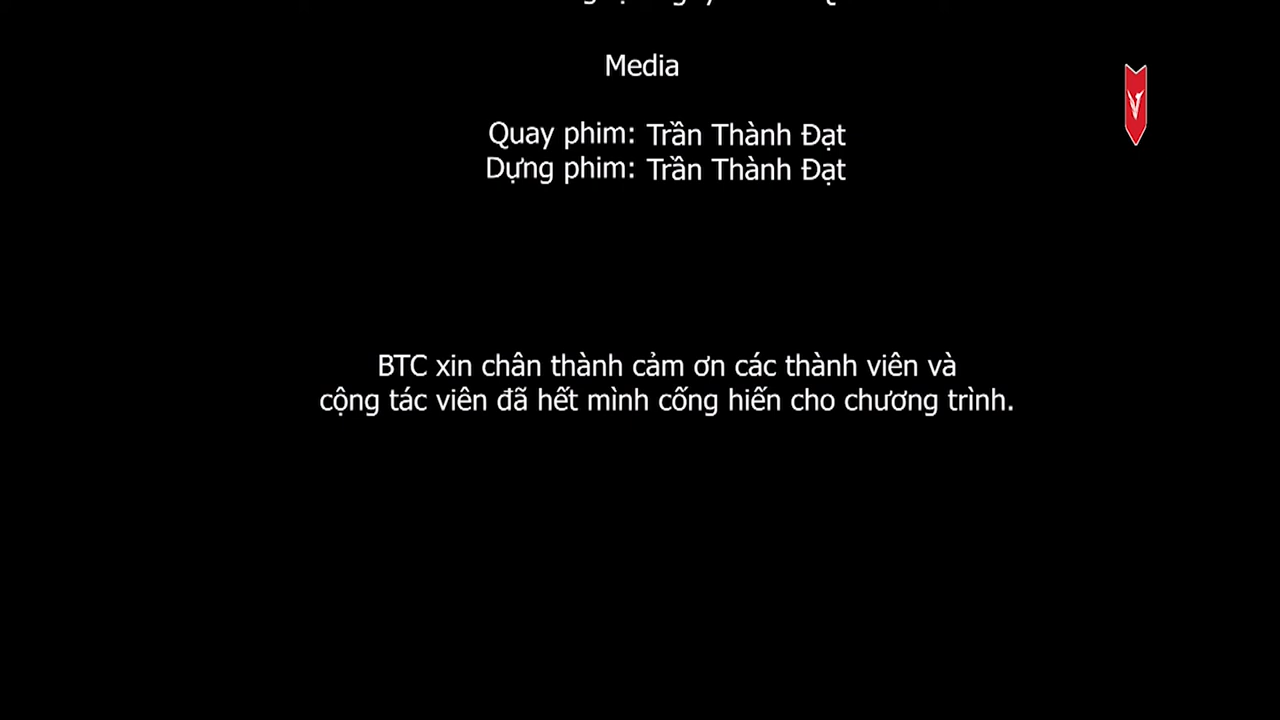 Media
Quay phim: Trần Thành Đạt
Dựng phim: Trần Thành Đạt
BTC xin chân thành cảm ơn các thành viên và
cộng tác viên đã hết mình cống hiến cho chương trình.